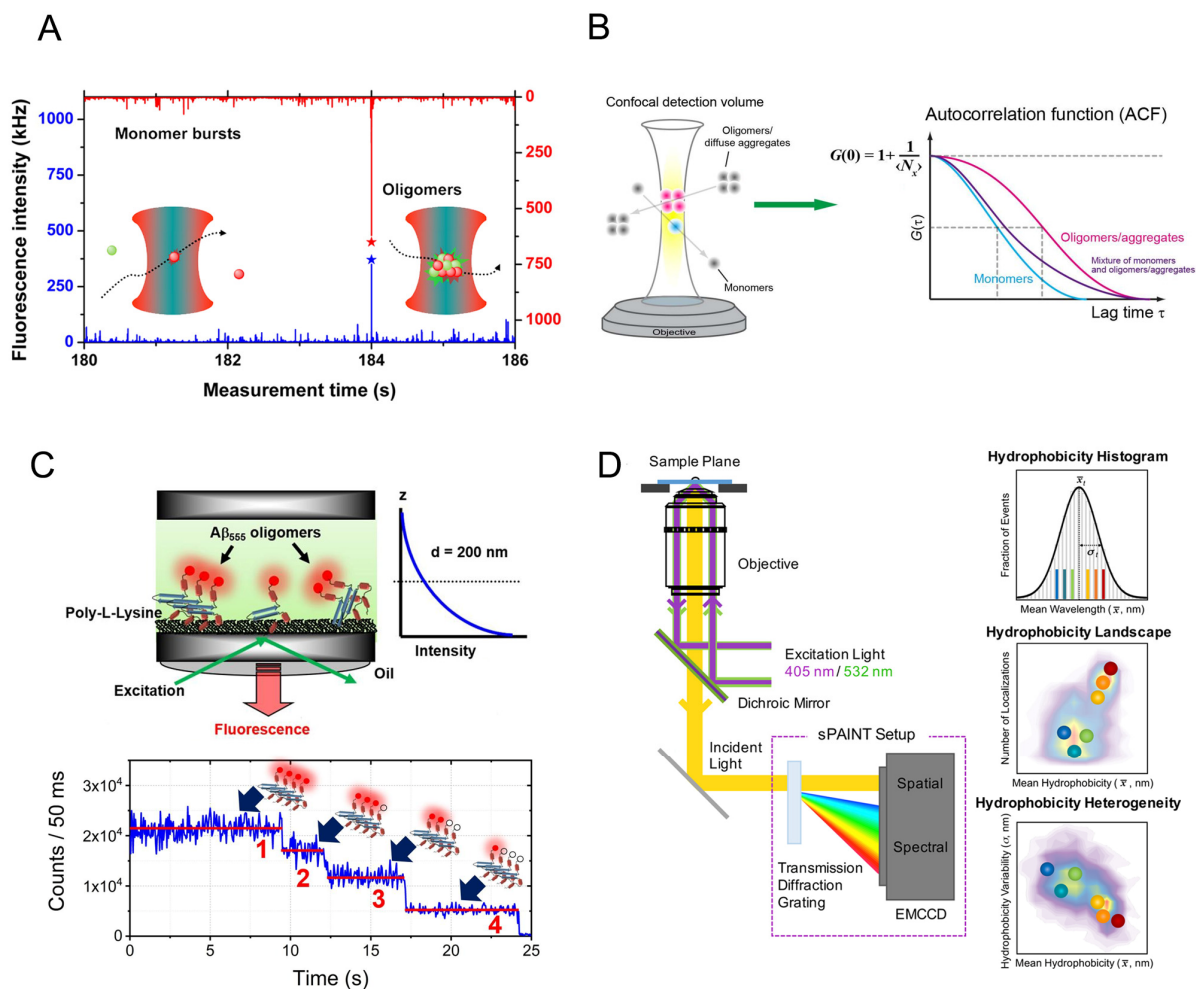 A
Fluorescence intensity (kHz)
1000
750
500
250
0
0
250
500
750
1000
Monomer bursts
Oligomers
180
182
184
186
Measurement time (s)
B
Confocal detection volume
Oligomers/
diffuse aggregates
Monomers
Objective
Autocorrelation function (ACF)
G(0) = 1+ 1/⟨Nx⟩
G(τ)
Oligomers/aggregates
Mixture of monomers
and oligomers/aggregates
Monomers
Lag time τ
C
Aβ555 oligomers
Poly-L-Lysine
Excitation
Oil
Fluorescence
z
d = 200 nm
Intensity
Counts / 50 ms
3x10⁴
2x10⁴
1x10⁴
0
1
2
3
4
0
5
10
15
20
25
Time (s)
D
Sample Plane
Objective
Excitation Light
405 nm / 532 nm
Dichroic Mirror
Incident
Light
sPAINT Setup
Spatial
Spectral
Transmission
Diffraction
Grating
EMCCD
Hydrophobicity Histogram
Fraction of Events
x̅t
σt
Mean Wavelength (x̅, nm)
Hydrophobicity Landscape
Number of Localizations
Mean Hydrophobicity (x̅, nm)
Hydrophobicity Heterogeneity
Hydrophobicity Variability (σ, nm)
Mean Hydrophobicity (x̅, nm)